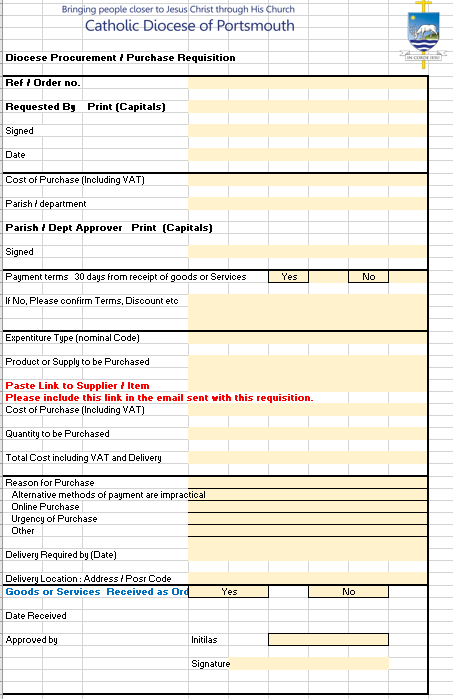 Bringing people closer to Jesus Christ through His Church
Catholic Diocese of Portsmouth
IN CORDE IESU
Diocese Procurement / Purchase Requisition
Ref / Order no.
Requested By Print (Capitals)
Signed
Date
Cost of Purchase (Including VAT)
Parish / department
Parish / Dept Approver Print (Capitals)
Signed
Payment terms 30 days from receipt of goods or Services Yes No
If No, Please confirm Terms, Discount etc
Expentiture Type (nominal Code)
Product or Supply to be Purchased
Paste Link to Supplier / Item
Please include this link in the email sent with this requisition.
Cost of Purchase (Including VAT)
Quantity to be Purchased
Total Cost including VAT and Delivery
Reason for Purchase
Alternative methods of payment are impractical
Online Purchase
Urgency of Purchase
Other
Delivery Required by (Date)
Delivery Location : Address / Posr Code
Goods or Services Received as Ord Yes No
Date Received
Approved by Initilas
Signature